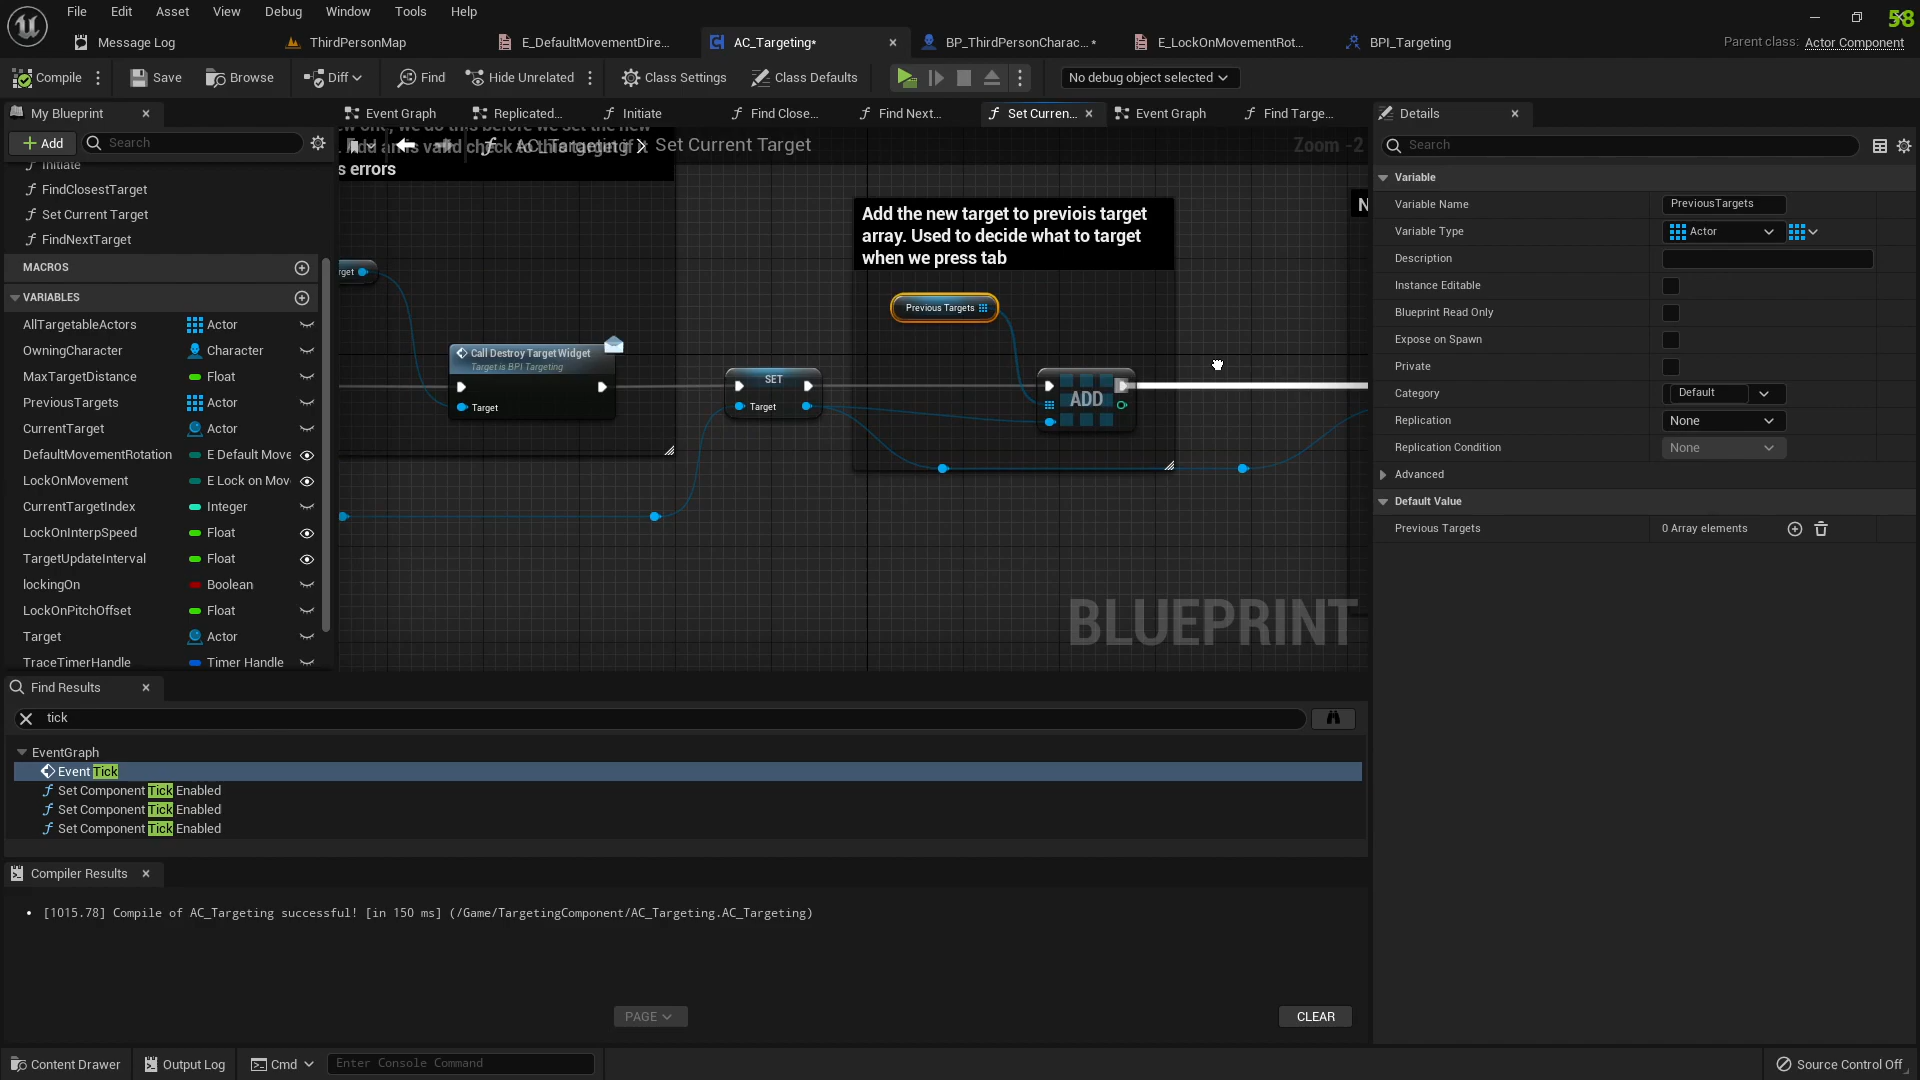 File Edit Asset View Debug Window Tools Help
58
Message Log ThirdPersonMap E_DefaultMovementDire... AC_Targeting* BP_ThirdPersonCharac... * E_LockOnMovementRot... BPI_Targeting Parent class: Actor Component
Compile Save Browse Diff Find Hide Unrelated Class Settings Class Defaults No debug object selected
My Blueprint
Event Graph Replicated... Initiate Find Close... Find Next... Set Curren... Event Graph Find Targe...
Details
Add Search
Set Current Target
Zoom -2
Search
s errors
Initiate
FindClosestTarget
Set Current Target
FindNextTarget
MACROS
VARIABLES
AllTargetableActors Actor
OwningCharacter Character
MaxTargetDistance Float
PreviousTargets Actor
CurrentTarget Actor
DefaultMovementRotation E Default Move
LockOnMovement E Lock on Mov
CurrentTargetIndex Integer
LockOnInterpSpeed Float
TargetUpdateInterval Float
lockingOn Boolean
LockOnPitchOffset Float
Target Actor
TraceTimerHandle Timer Handle
rget
Call Destroy Target Widget
Target is BPI Targeting
Target
SET
Target
Add the new target to previois target
array. Used to decide what to target
when we press tab
Previous Targets
ADD
N
BLUEPRINT
Variable
Variable Name PreviousTargets
Variable Type Actor
Description
Instance Editable
Blueprint Read Only
Expose on Spawn
Private
Category Default
Replication None
Replication Condition None
Advanced
Default Value
Previous Targets 0 Array elements
Find Results
tick
EventGraph
Event Tick
Set Component Tick Enabled
Set Component Tick Enabled
Set Component Tick Enabled
Compiler Results
• [1015.78] Compile of AC_Targeting successful! [in 150 ms] (/Game/TargetingComponent/AC_Targeting.AC_Targeting)
PAGE CLEAR
Content Drawer Output Log Cmd Enter Console Command Source Control Off